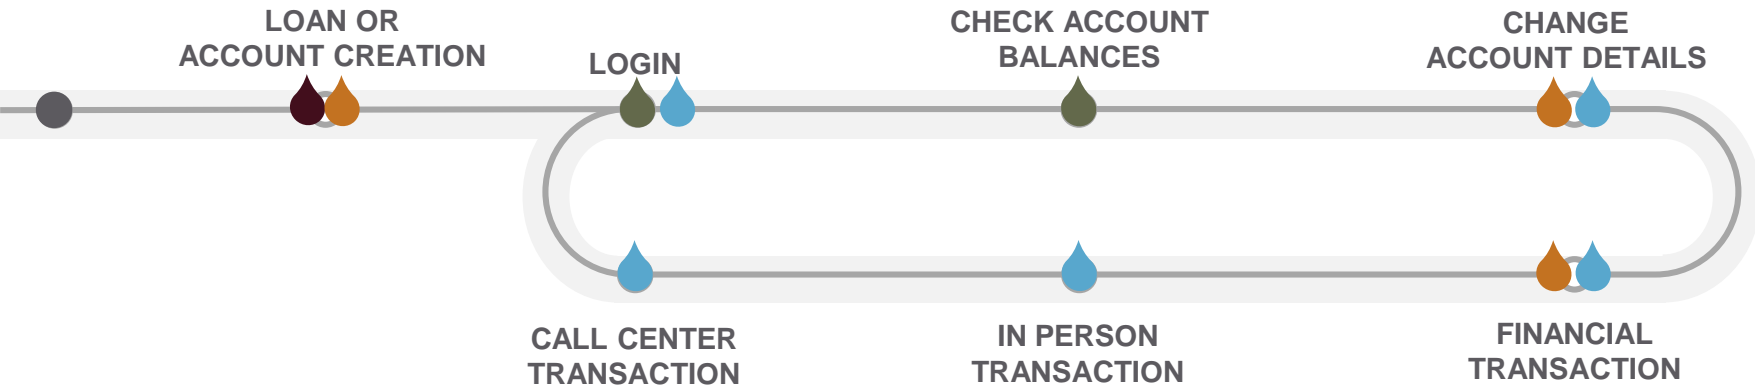 LOAN OR
ACCOUNT CREATION
LOGIN
CHECK ACCOUNT
BALANCES
CHANGE
ACCOUNT DETAILS
CALL CENTER
TRANSACTION
IN PERSON
TRANSACTION
FINANCIAL
TRANSACTION